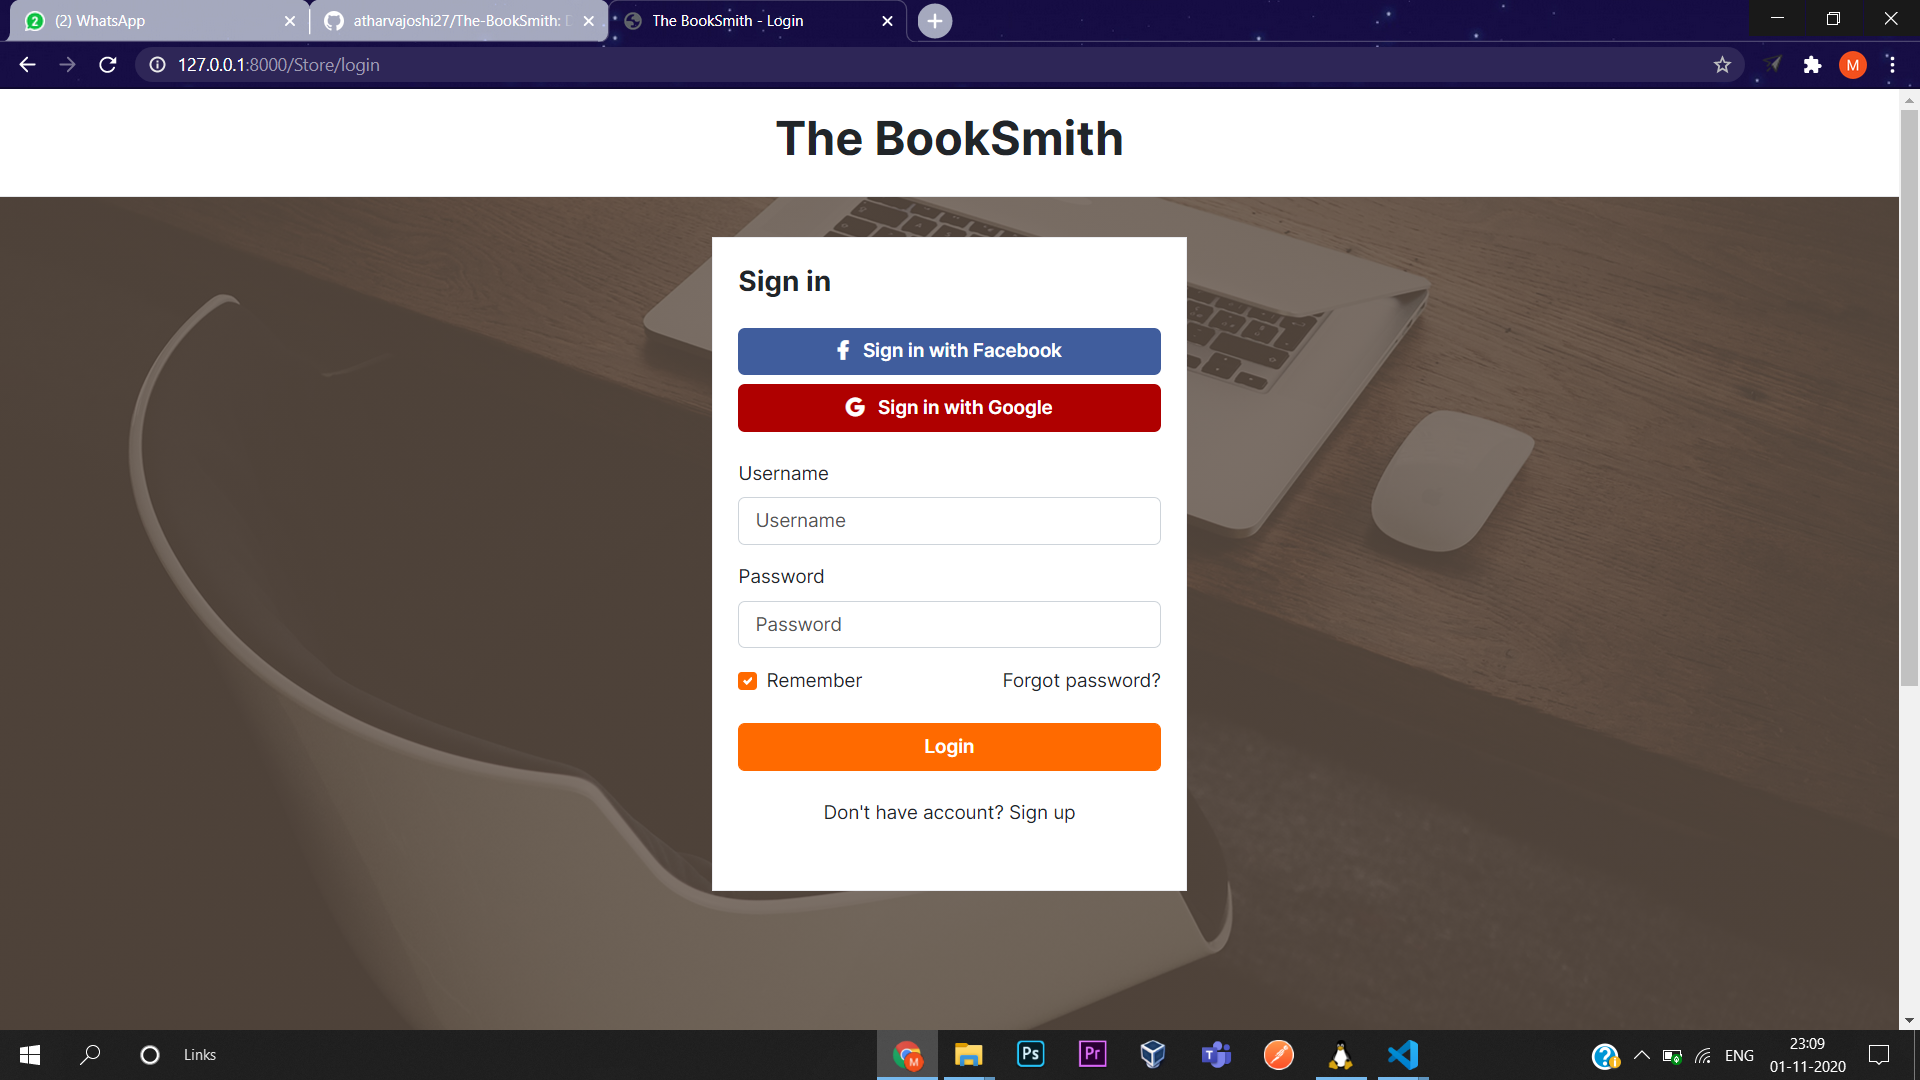 (2) WhatsApp
atharvajoshi27/The-BookSmith:
The BookSmith - Login
127.0.0.1:8000/Store/login
M
The BookSmith
Sign in
Sign in with Facebook
Sign in with Google
Username
Username
Password
Password
Remember
Forgot password?
Login
Don't have account? Sign up
Links
M
Ps
Pr
ENG
23:09
01-11-2020